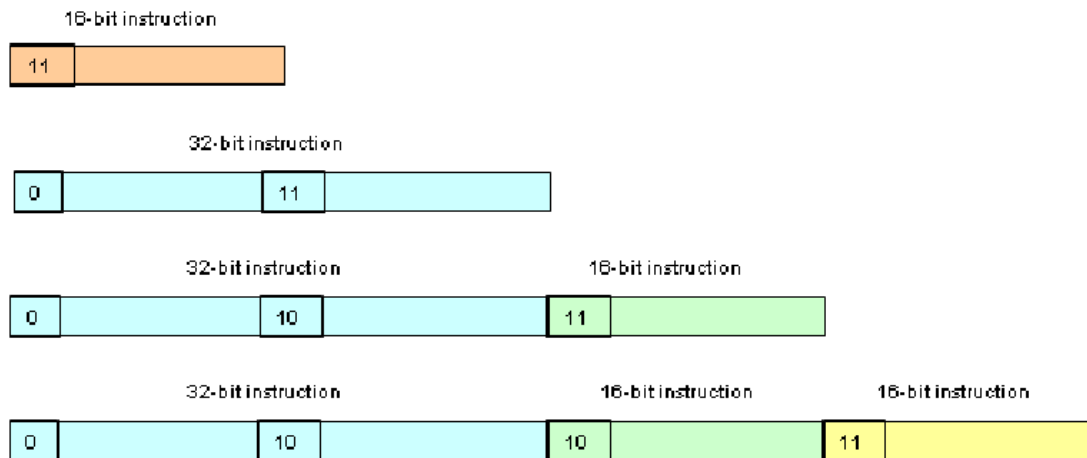 16-bit instruction
11
32-bit instruction
0 11
32-bit instruction 16-bit instruction
0 10 11
32-bit instruction 16-bit instruction 16-bit instruction
0 10 10 11